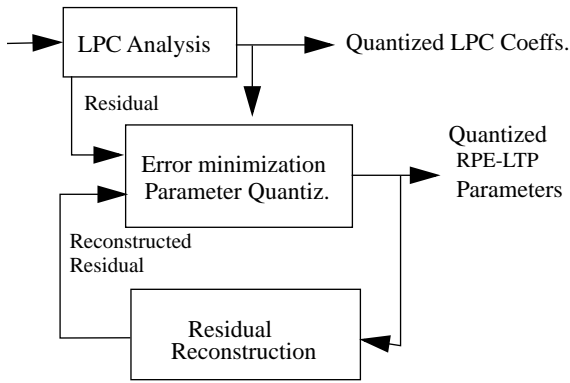 LPC Analysis
Quantized LPC Coeffs.
Residual
Quantized
RPE-LTP
Parameters
Error minimization
Parameter Quantiz.
Reconstructed
Residual
Residual
Reconstruction